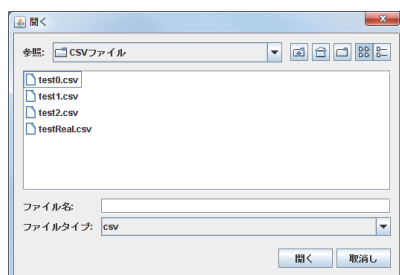 開く
参照: CSVファイル
test0.csv
test1.csv
test2.csv
testReal.csv
ファイル名:
ファイルタイプ: csv
開く 取消し